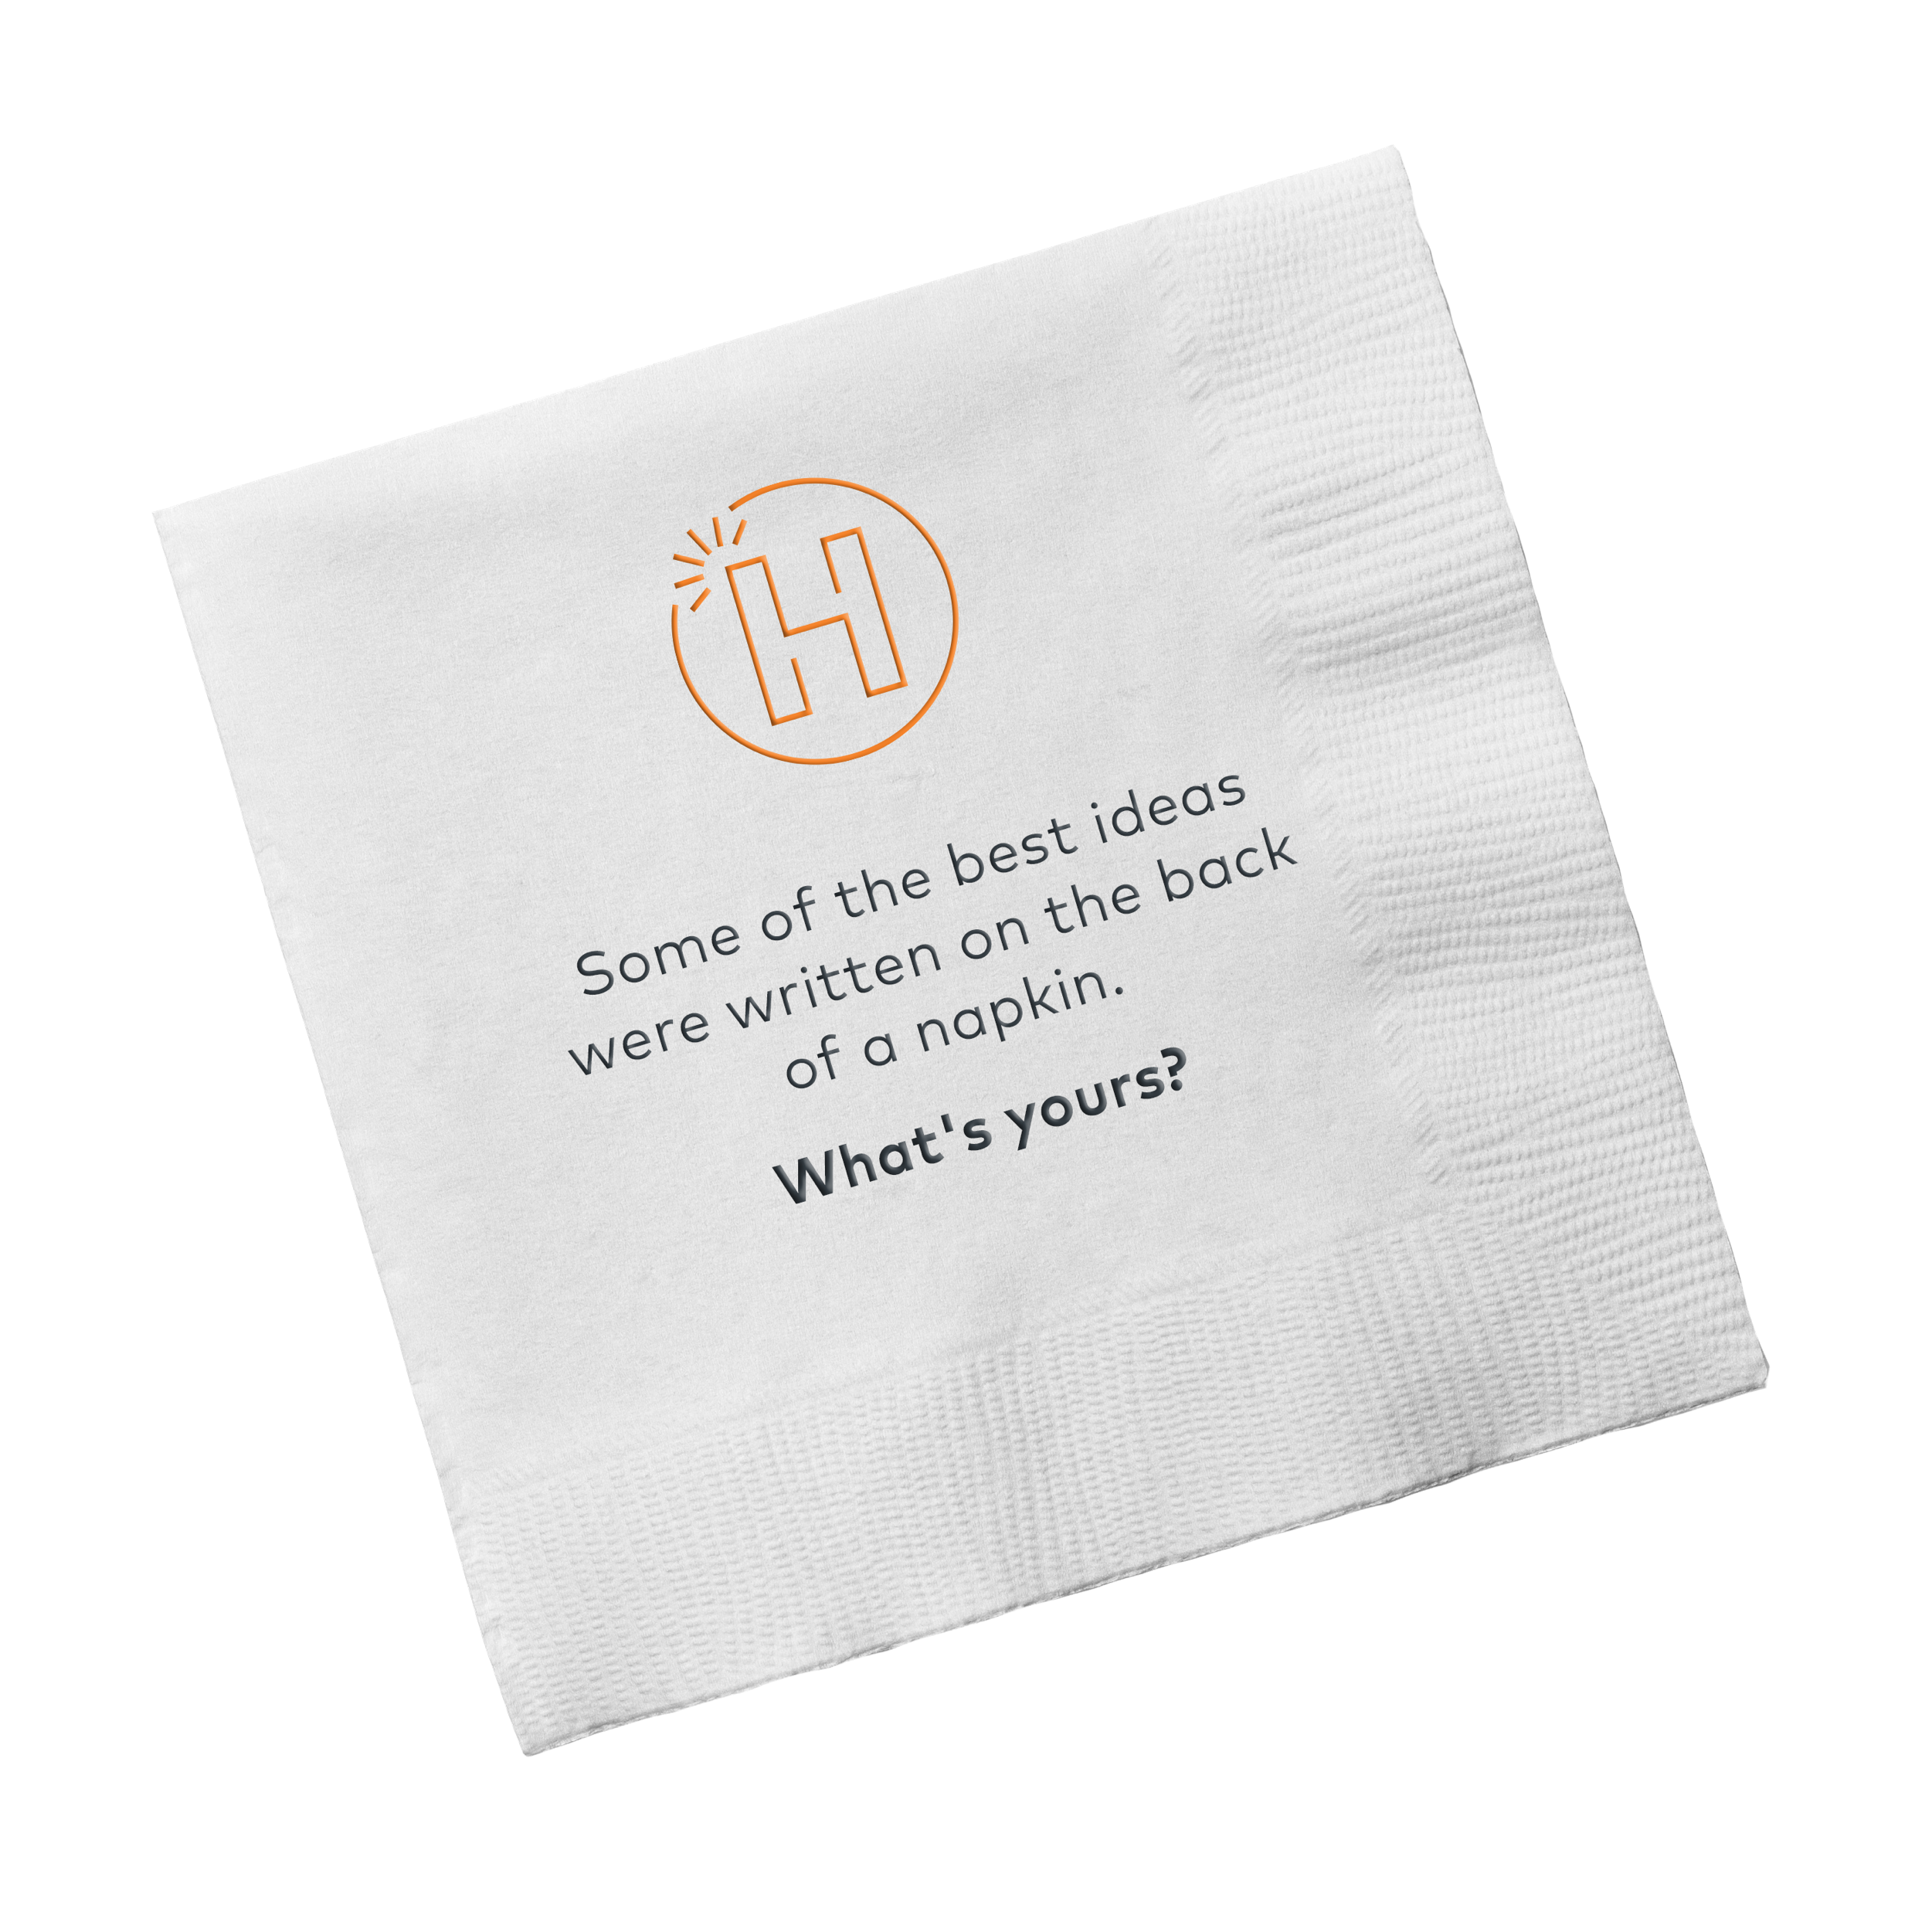 H
Some of the best ideas
were written on the back
of a napkin.
What's yours?